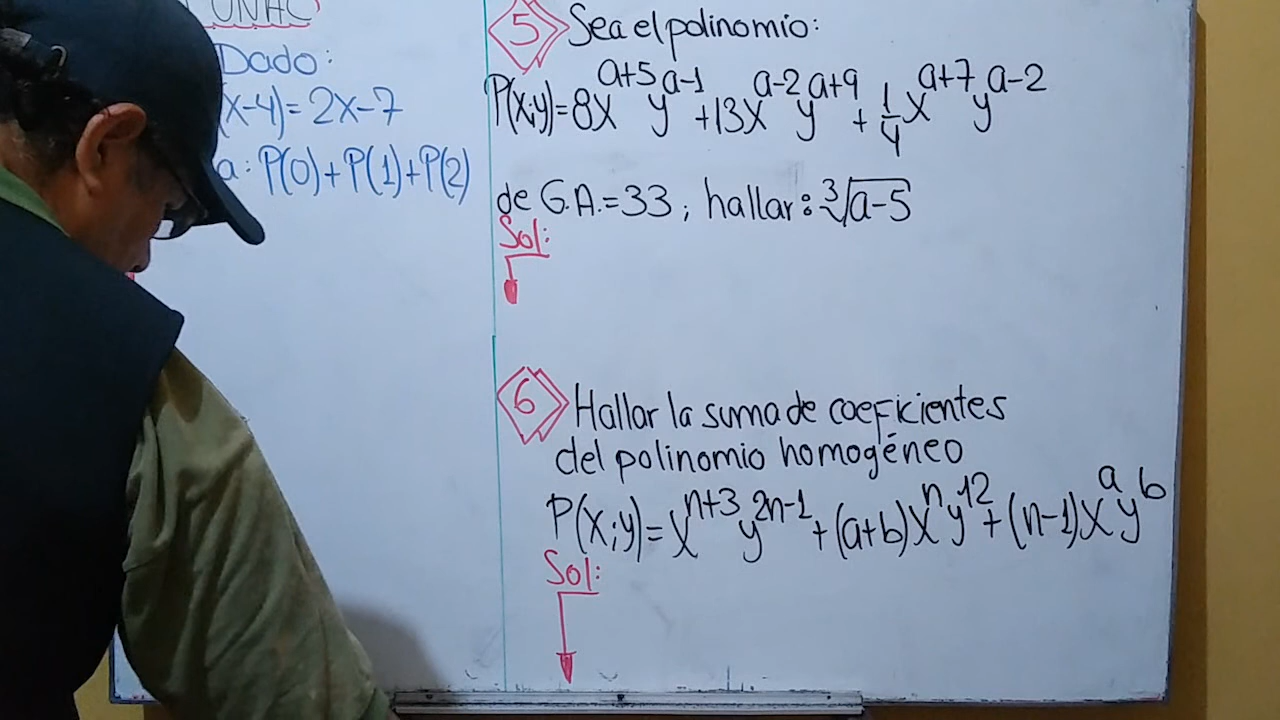 UNAC
Dado:
(x-4)=2x-7
a: P(0)+P(1)+P(2)
5 Sea el polinomio:
P(x;y)=8x^{a+5}y^{a-1}+13x^{a-2}y^{a+9}+\frac{1}{4}x^{a+7}y^{a-2}
de G.A.=33; hallar: ∛(a-5)
Sol:
6 Hallar la suma de coeficientes
del polinomio homogéneo
P(x;y)=x^{n+3}y^{2n-1}+(a+b)x^{n}y^{12}+(n-1)x^{a}y^{b}
Sol: